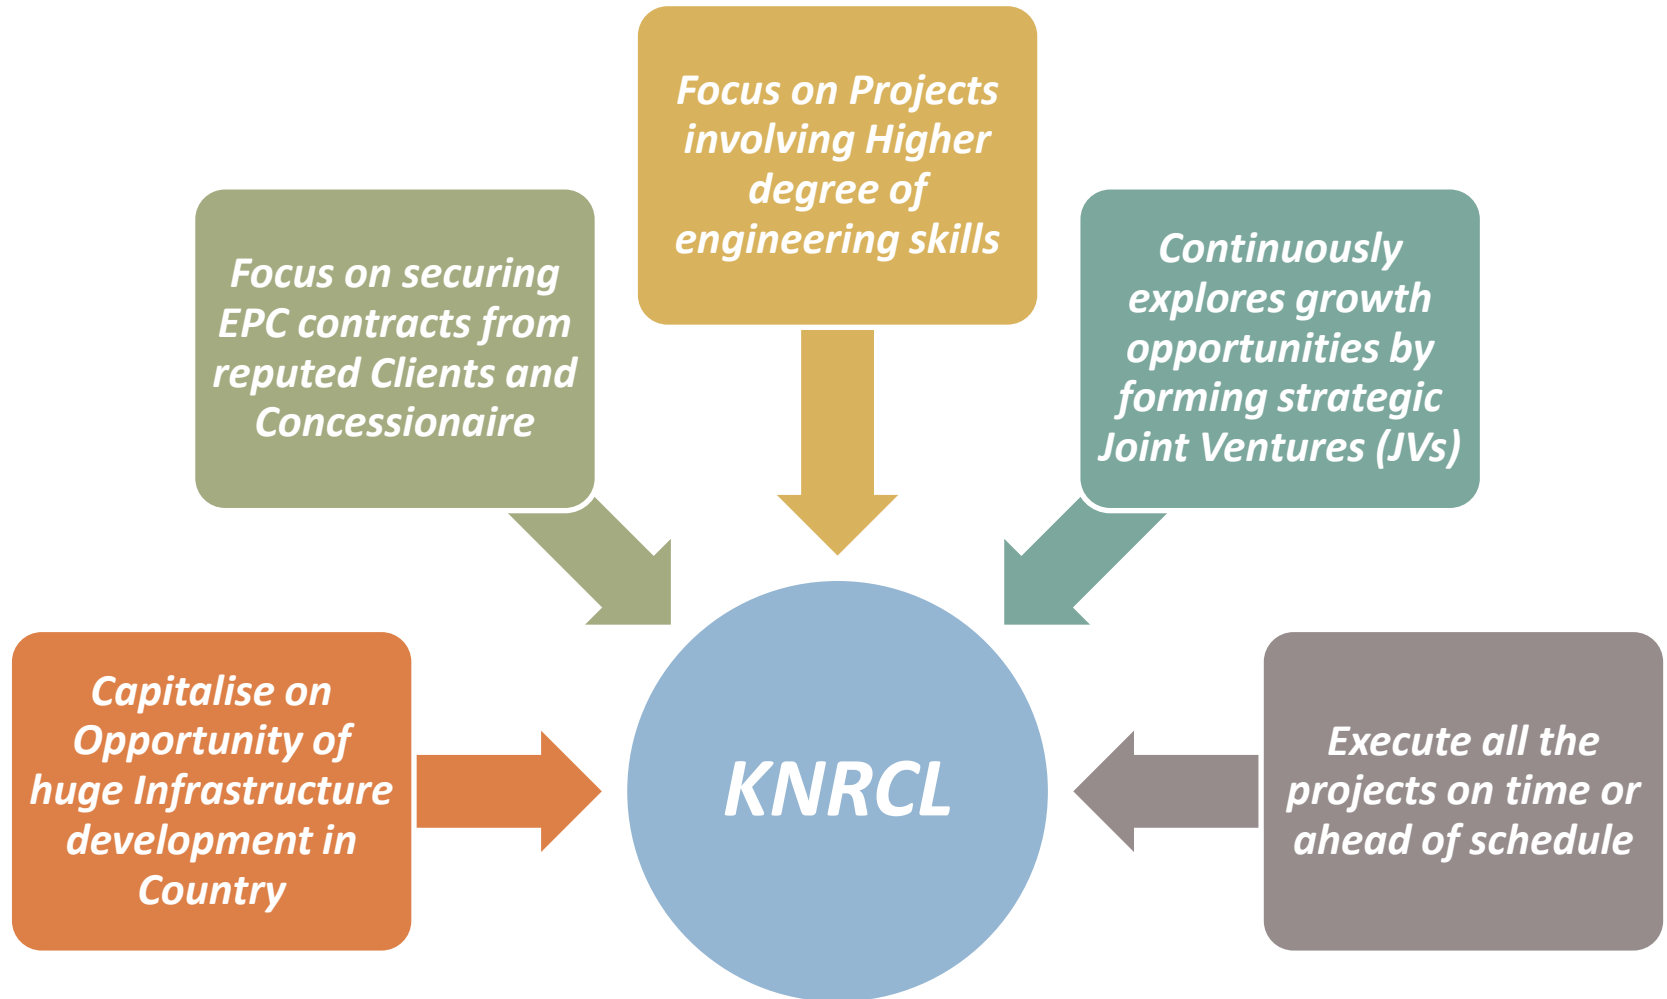 Focus on Projects
involving Higher
degree of
engineering skills
Focus on securing
EPC contracts from
reputed Clients and
Concessionaire
Continuously
explores growth
opportunities by
forming strategic
Joint Ventures (JVs)
Capitalise on
Opportunity of
huge Infrastructure
development in
Country
KNRCL
Execute all the
projects on time or
ahead of schedule